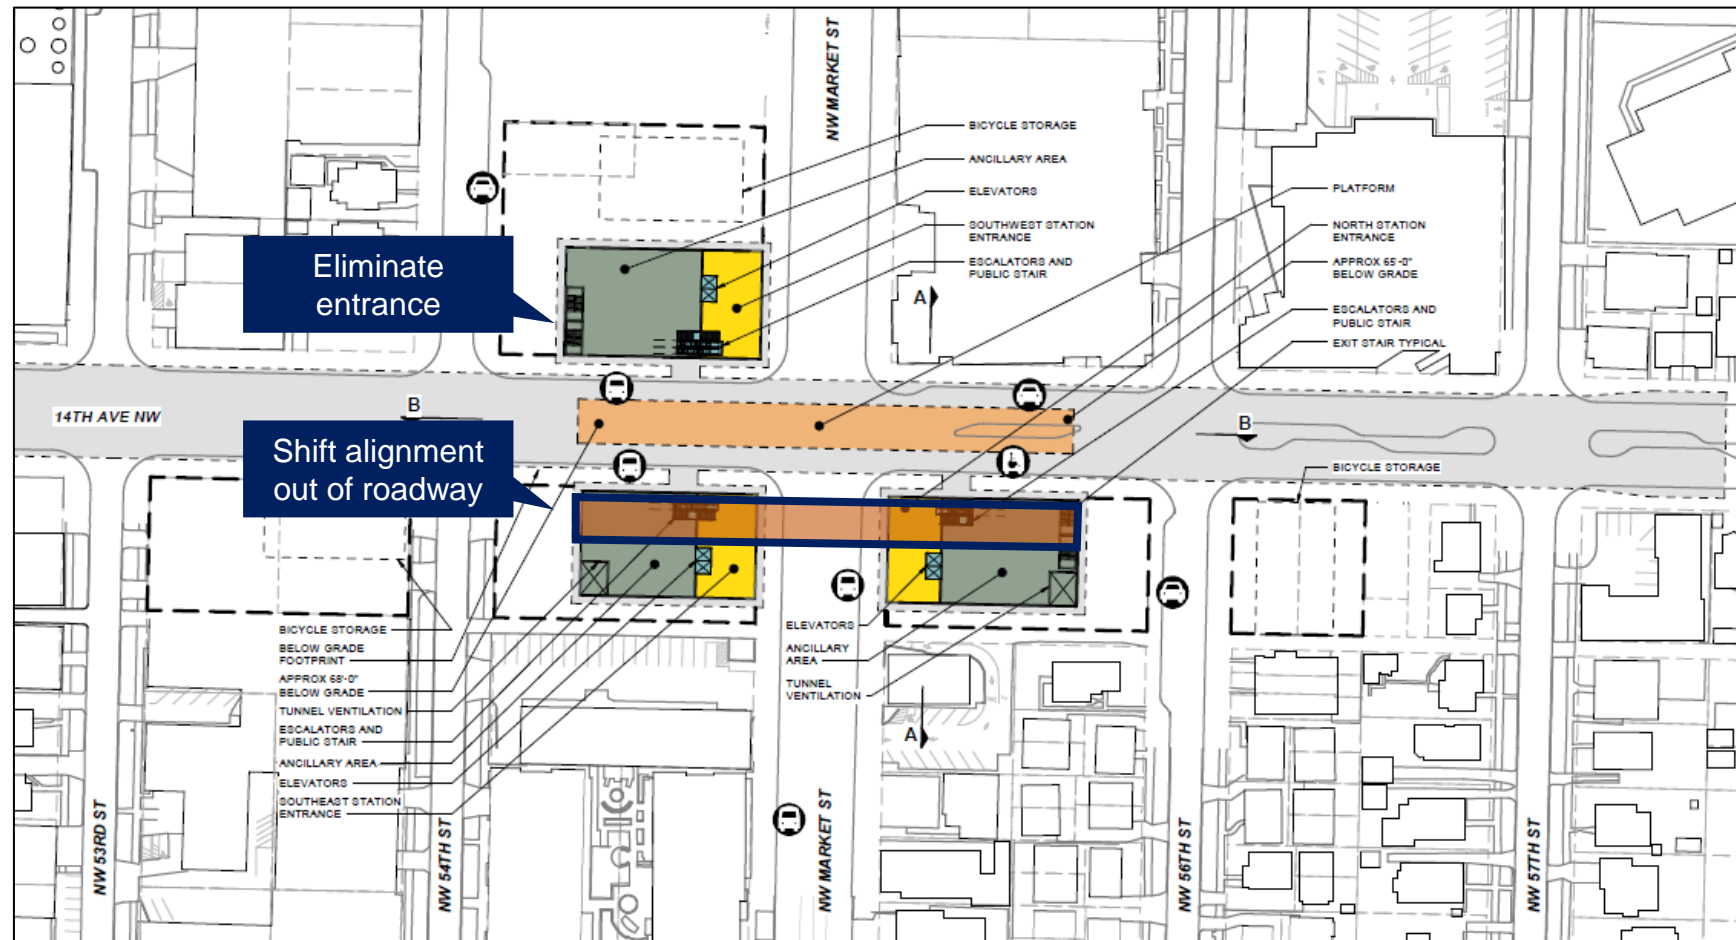 NW MARKET ST
BICYCLE STORAGE
ANCILLARY AREA
ELEVATORS
SOUTHWEST STATION
ENTRANCE
ESCALATORS AND
PUBLIC STAIR
PLATFORM
NORTH STATION
ENTRANCE
APPROX 65'-0"
BELOW GRADE
ESCALATORS AND
PUBLIC STAIR
EXIT STAIR TYPICAL
Eliminate
entrance
A
14TH AVE NW
B
B
Shift alignment
out of roadway
BICYCLE STORAGE
BICYCLE STORAGE
BELOW GRADE
FOOTPRINT
APPROX 68'-0"
BELOW GRADE
TUNNEL VENTILATION
ESCALATORS AND
PUBLIC STAIR
ANCILLARY AREA
ELEVATORS
SOUTHEAST STATION
ENTRANCE
ELEVATORS
ANCILLARY
AREA
TUNNEL
VENTILATION
A
NW 53RD ST
NW 54TH ST
NW MARKET ST
NW 56TH ST
NW 57TH ST